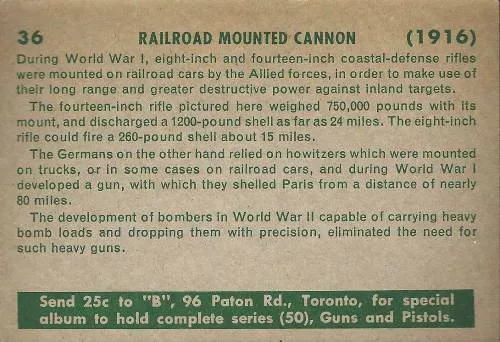 36 RAILROAD MOUNTED CANNON (1916)
During World War I, eight-inch and fourteen-inch coastal-defense rifles
were mounted on railroad cars by the Allied forces, in order to make use of
their long range and greater destructive power against inland targets.
The fourteen-inch rifle pictured here weighed 750,000 pounds with its
mount, and discharged a 1200-pound shell as far as 24 miles. The eight-inch
rifle could fire a 260-pound shell about 15 miles.
The Germans on the other hand relied on howitzers which were mounted
on trucks, or in some cases on railroad cars, and during World War I
developed a gun, with which they shelled Paris from a distance of nearly
80 miles.
The development of bombers in World War II capable of carrying heavy
bomb loads and dropping them with precision, eliminated the need for
such heavy guns.
Send 25c to "B", 96 Paton Rd., Toronto, for special
album to hold complete series (50), Guns and Pistols.